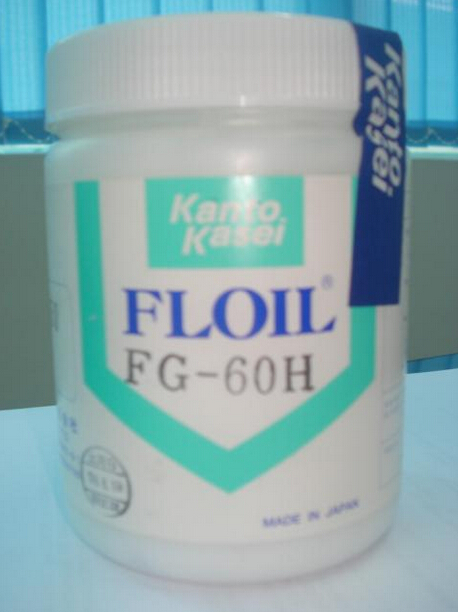 Kanto
Kasei
Kanto
Kasei
FLOIL®
FG-60H
MADE IN JAPAN